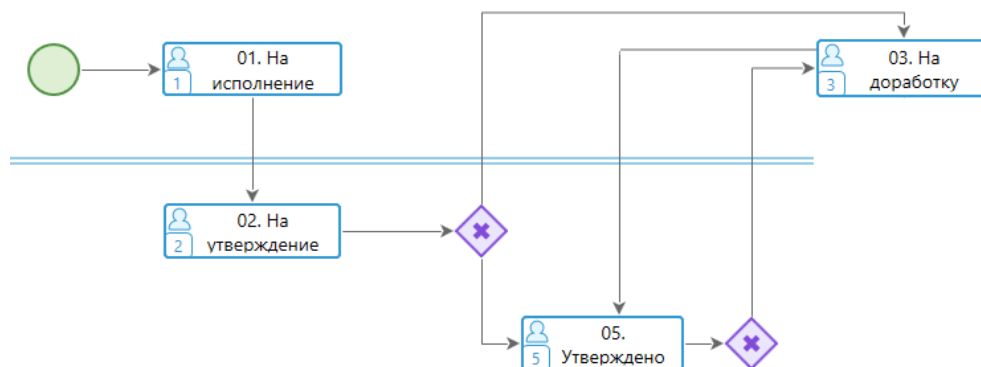 01. На
исполнение
1
03. На
доработку
3
02. На
утверждение
2
05.
Утверждено
5